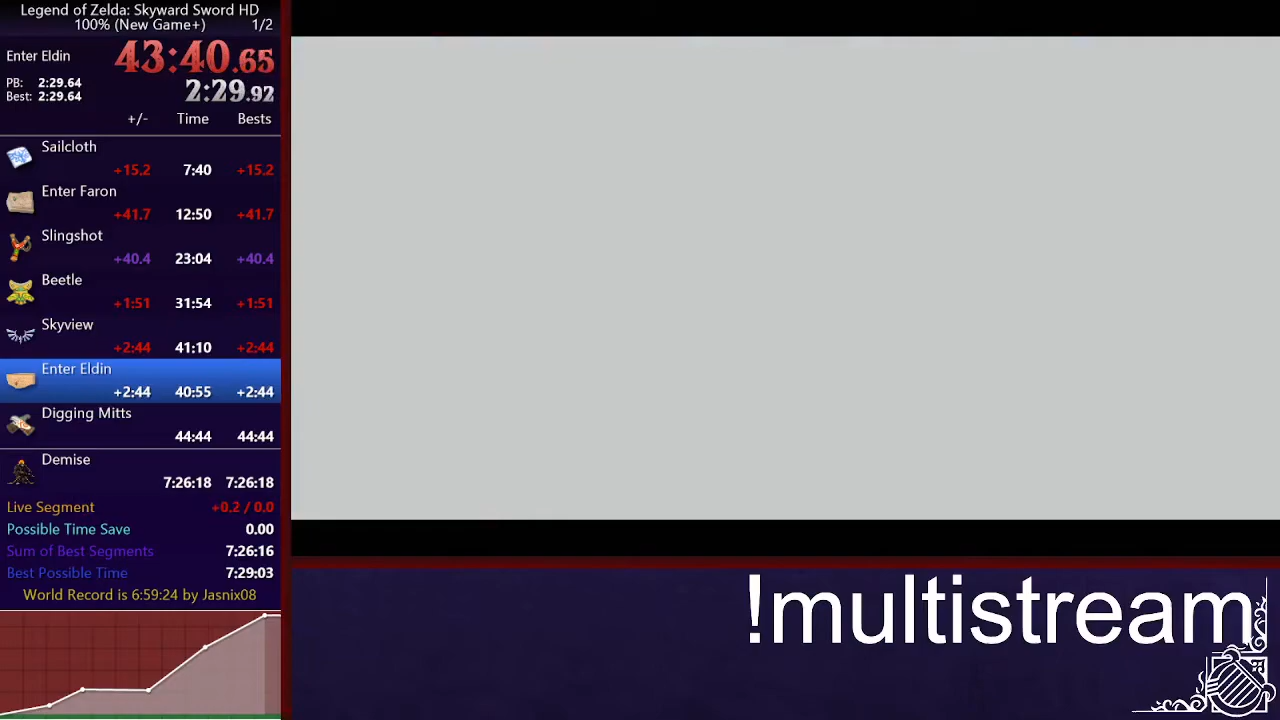 Legend of Zelda: Skyward Sword HD
100% (New Game+) 1/2
Enter Eldin 43:40.65
PB: 2:29.64 2:29.92
Best: 2:29.64
+/- Time Bests
Sailcloth
+15.2 7:40 +15.2
Enter Faron
+41.7 12:50 +41.7
Slingshot
+40.4 23:04 +40.4
Beetle
+1:51 31:54 +1:51
Skyview
+2:44 41:10 +2:44
Enter Eldin
+2:44 40:55 +2:44
Digging Mitts
44:44 44:44
Demise
7:26:18 7:26:18
Live Segment +0.2 / 0.0
Possible Time Save 0.00
Sum of Best Segments 7:26:16
Best Possible Time 7:29:03
World Record is 6:59:24 by Jasnix08
!multistream